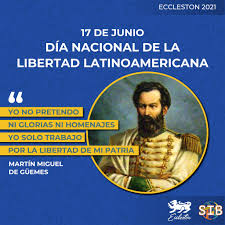 ECCLESTON 2021
17 DE JUNIO
DÍA NACIONAL DE LA
LIBERTAD LATINOAMERICANA
“
YO NO PRETENDO
NI GLORIAS NI HOMENAJES
YO SOLO TRABAJO
POR LA LIBERTAD DE MI PATRIA
MARTÍN MIGUEL
DE GÜEMES
Eccleston
SIB